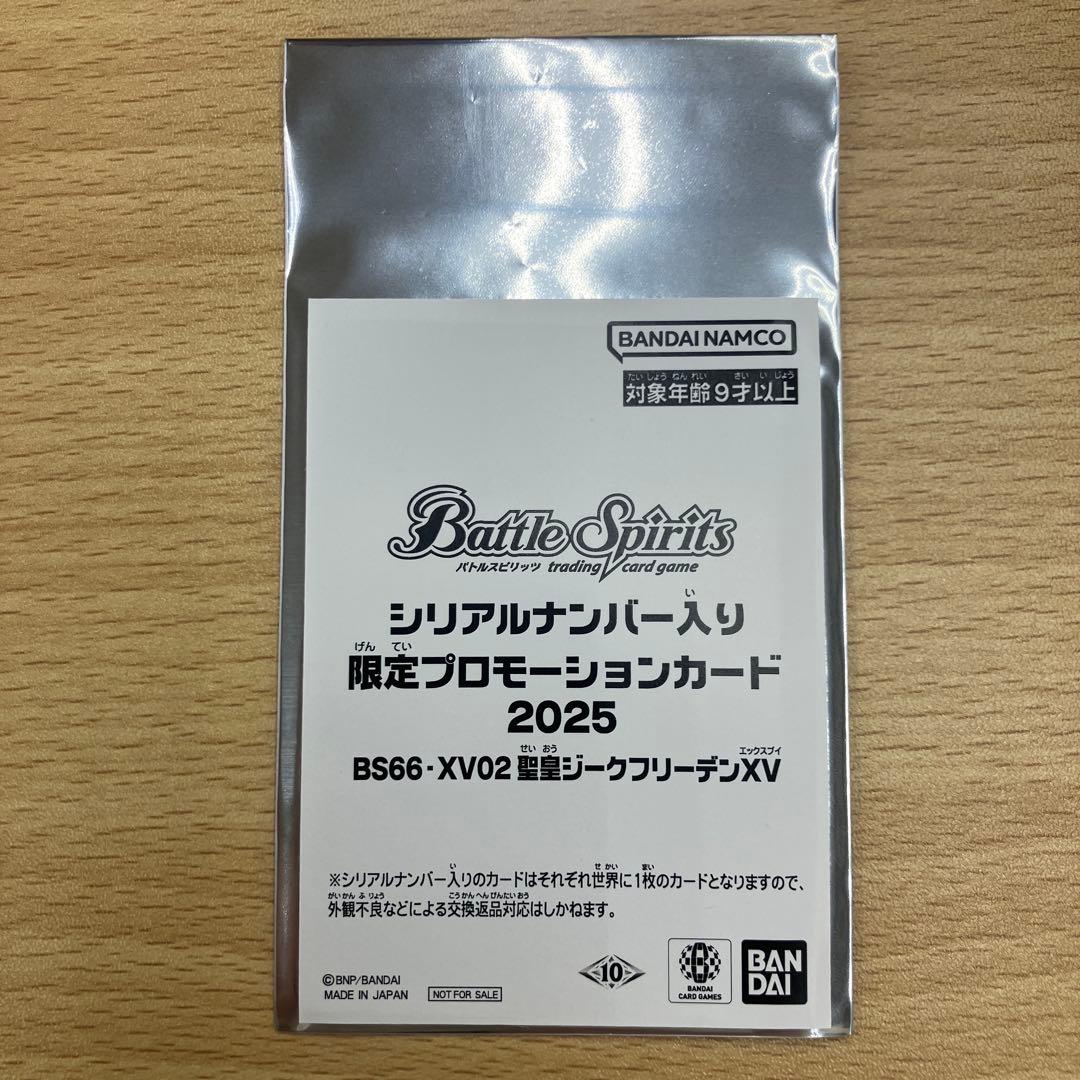 BANDAI NAMCO
たいしょうねんれい さいいじょう
対象年齢9才以上
Battle Spirits
バトルスピリッツ trading card game
い
シリアルナンバー入り
げん てい
限定プロモーションカード
2025
せい おう エックスブイ
BS66-XV02 聖皇ジークフリーデンXV
い せかい まい
※シリアルナンバー入りのカードはそれぞれ世界に1枚のカードとなりますので、
がいかんふりょう こうかんへんぴんたいおう
外観不良などによる交換返品対応はしかねます。
©BNP/BANDAI
MADE IN JAPAN NOT FOR SALE
10
BANDAI
CARD GAMES
BAN
DAI